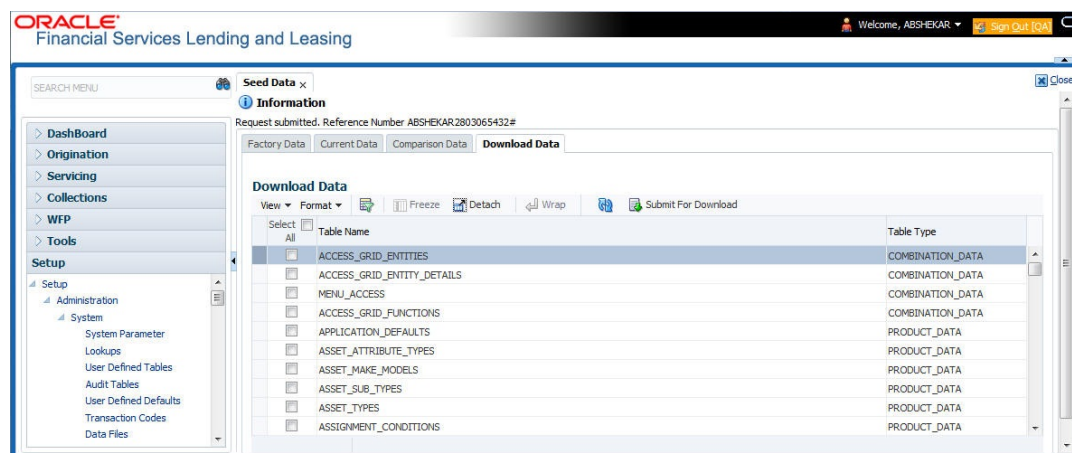 ORACLE®
Financial Services Lending and Leasing
Welcome, ABSHEKAR
Sign Out [QA]
SEARCH MENU
Seed Data
Close
Information
Request submitted. Reference Number ABSHEKAR2803065432#
DashBoard
Origination
Servicing
Collections
WFP
Tools
Setup
Setup
Administration
System
System Parameter
Lookups
User Defined Tables
Audit Tables
User Defined Defaults
Transaction Codes
Data Files
Factory Data Current Data Comparison Data Download Data
Download Data
View Format Freeze Detach Wrap Submit For Download
Select All Table Name Table Type
ACCESS_GRID_ENTITIES COMBINATION_DATA
ACCESS_GRID_ENTITY_DETAILS COMBINATION_DATA
MENU_ACCESS COMBINATION_DATA
ACCESS_GRID_FUNCTIONS COMBINATION_DATA
APPLICATION_DEFAULTS PRODUCT_DATA
ASSET_ATTRIBUTE_TYPES PRODUCT_DATA
ASSET_MAKE_MODELS PRODUCT_DATA
ASSET_SUB_TYPES PRODUCT_DATA
ASSET_TYPES PRODUCT_DATA
ASSIGNMENT_CONDITIONS PRODUCT_DATA